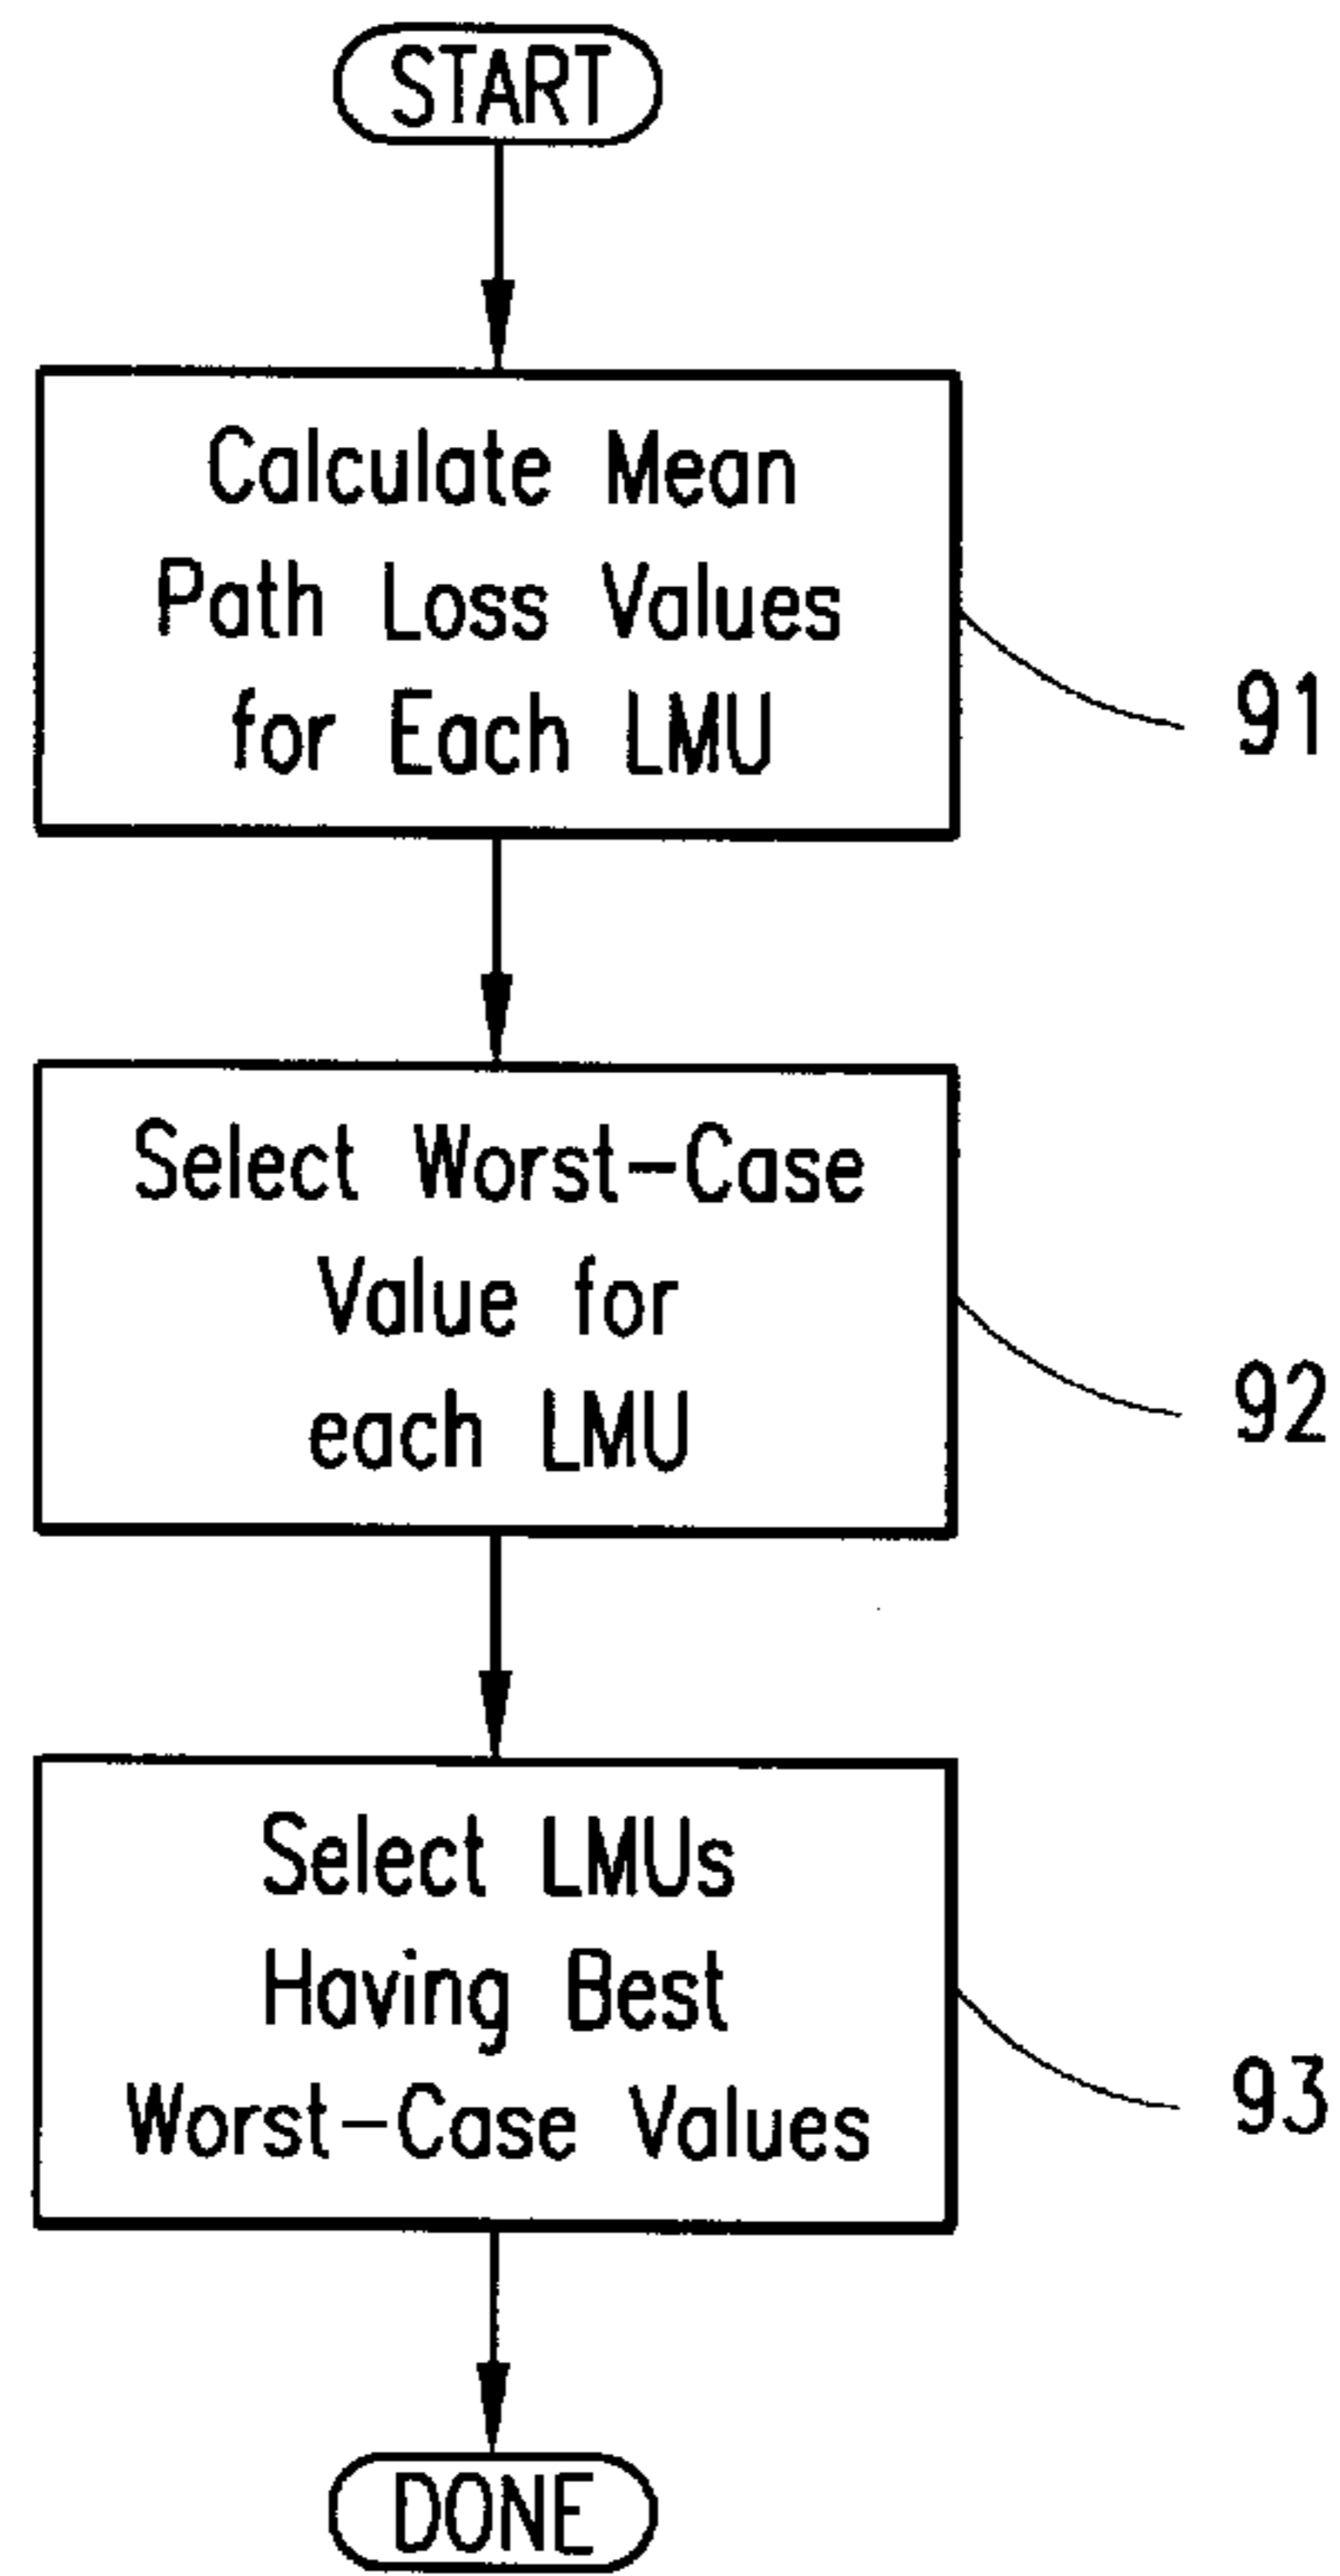 START
Calculate Mean
Path Loss Values
for Each LMU
91
Select Worst-Case
Value for
each LMU
92
Select LMUs
Having Best
Worst-Case Values
93
DONE